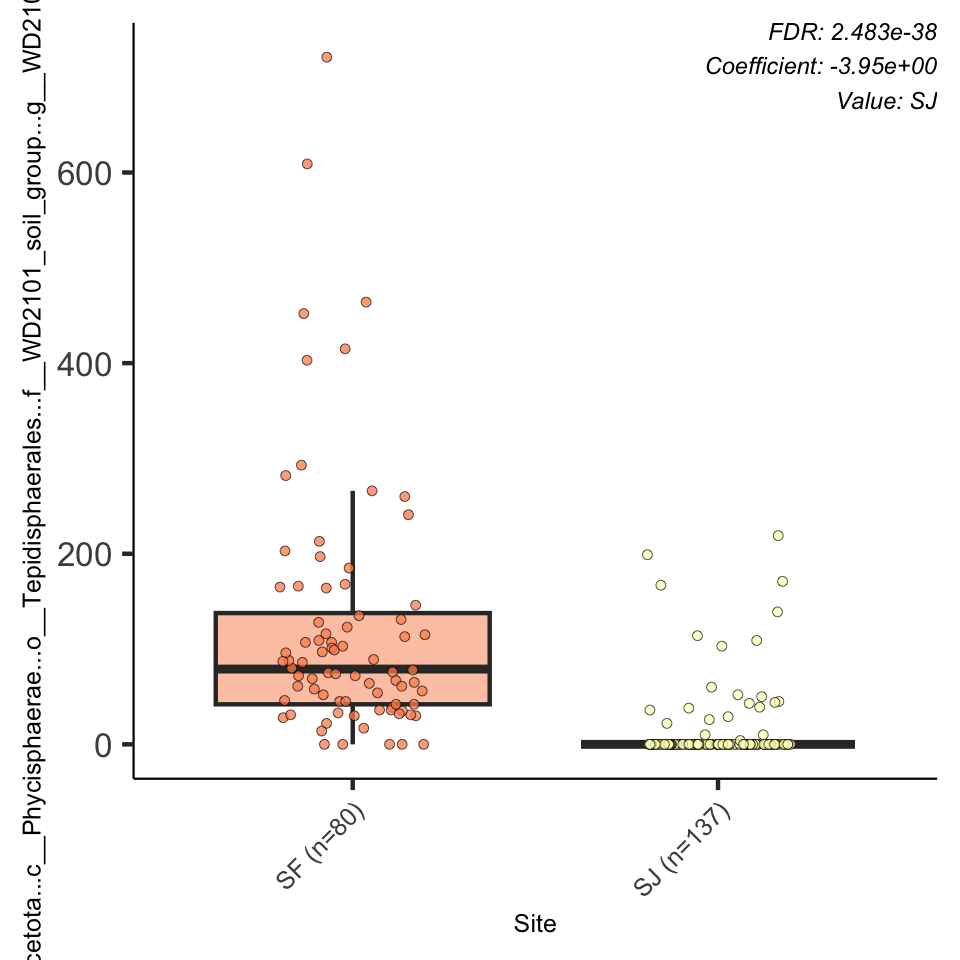 FDR: 2.483e-38
Coefficient: -3.95e+00
Value: SJ
cetota...c__Phycisphaerae...o__Tepidisphaerales...f__WD2101_soil_group...g__WD210
600
400
200
0
SF (n=80)
SJ (n=137)
Site